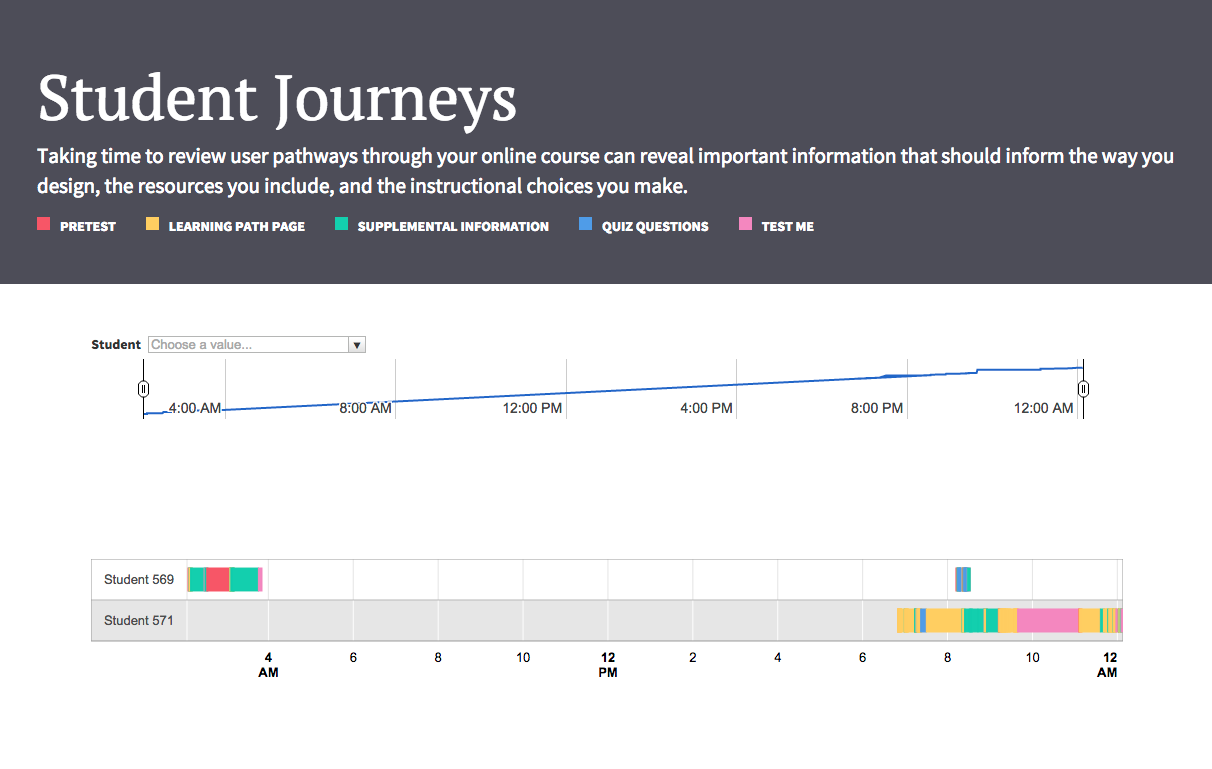 Student Journeys
Taking time to review user pathways through your online course can reveal important information that should inform the way you
design, the resources you include, and the instructional choices you make.
PRETEST LEARNING PATH PAGE SUPPLEMENTAL INFORMATION QUIZ QUESTIONS TEST ME
Student Choose a value...
4:00 AM 8:00 AM 12:00 PM 4:00 PM 8:00 PM 12:00 AM
Student 569
Student 571
4 6 8 10 12 2 4 6 8 10 12
AM PM AM